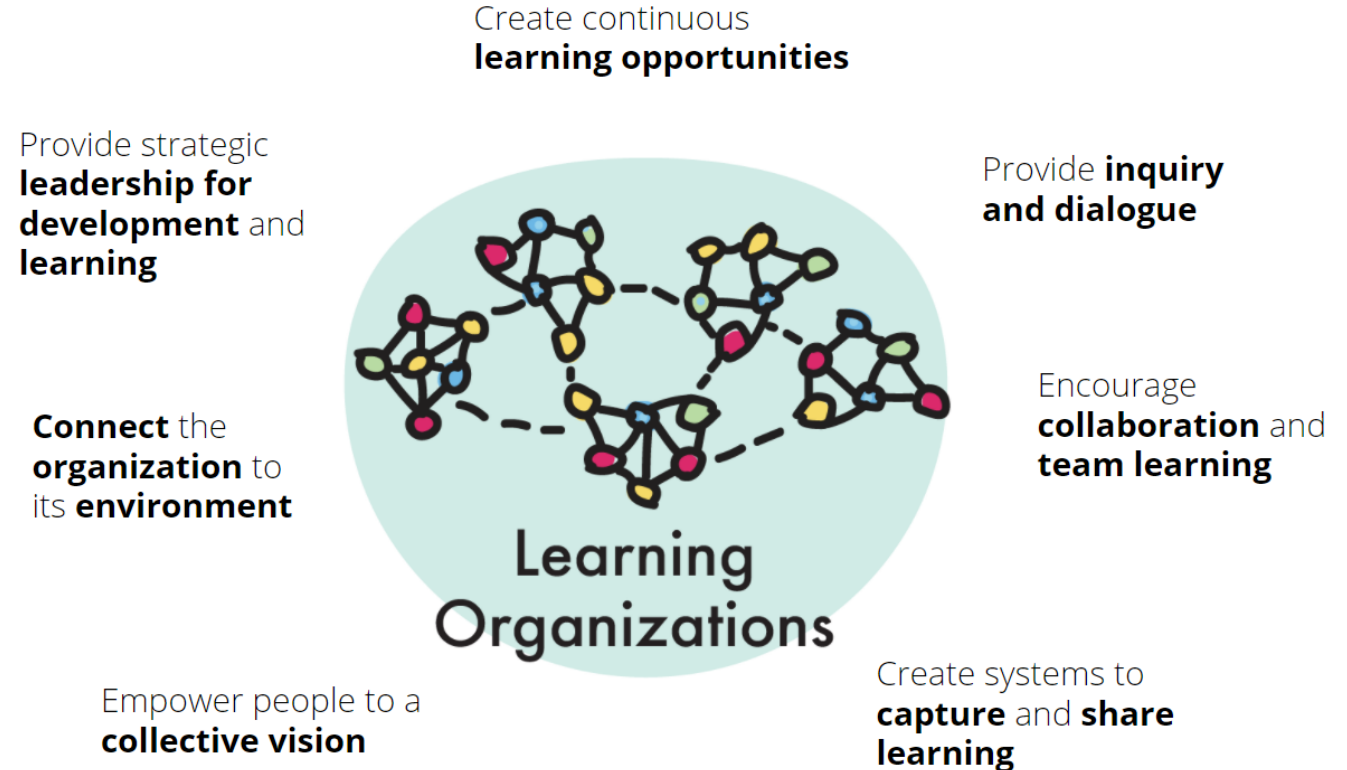 Create continuous
learning opportunities
Provide inquiry
and dialogue
Encourage
collaboration and
team learning
Create systems to
capture and share
learning
Empower people to a
collective vision
Connect the
organization to
its environment
Provide strategic
leadership for
development and
learning
Learning
Organizations